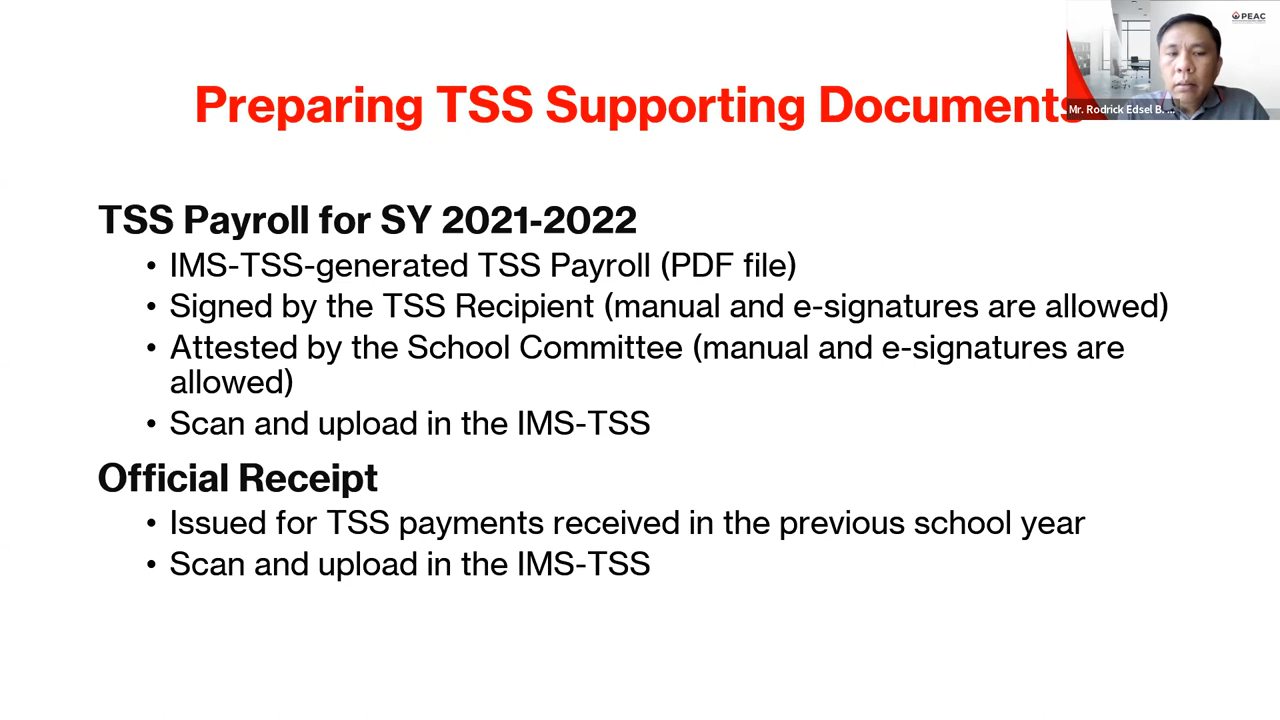 PEAC
Preparing TSS Supporting Documents
Mr. Rodrick Edsel B. ...
TSS Payroll for SY 2021-2022
• IMS-TSS-generated TSS Payroll (PDF file)
• Signed by the TSS Recipient (manual and e-signatures are allowed)
• Attested by the School Committee (manual and e-signatures are
allowed)
• Scan and upload in the IMS-TSS
Official Receipt
• Issued for TSS payments received in the previous school year
• Scan and upload in the IMS-TSS